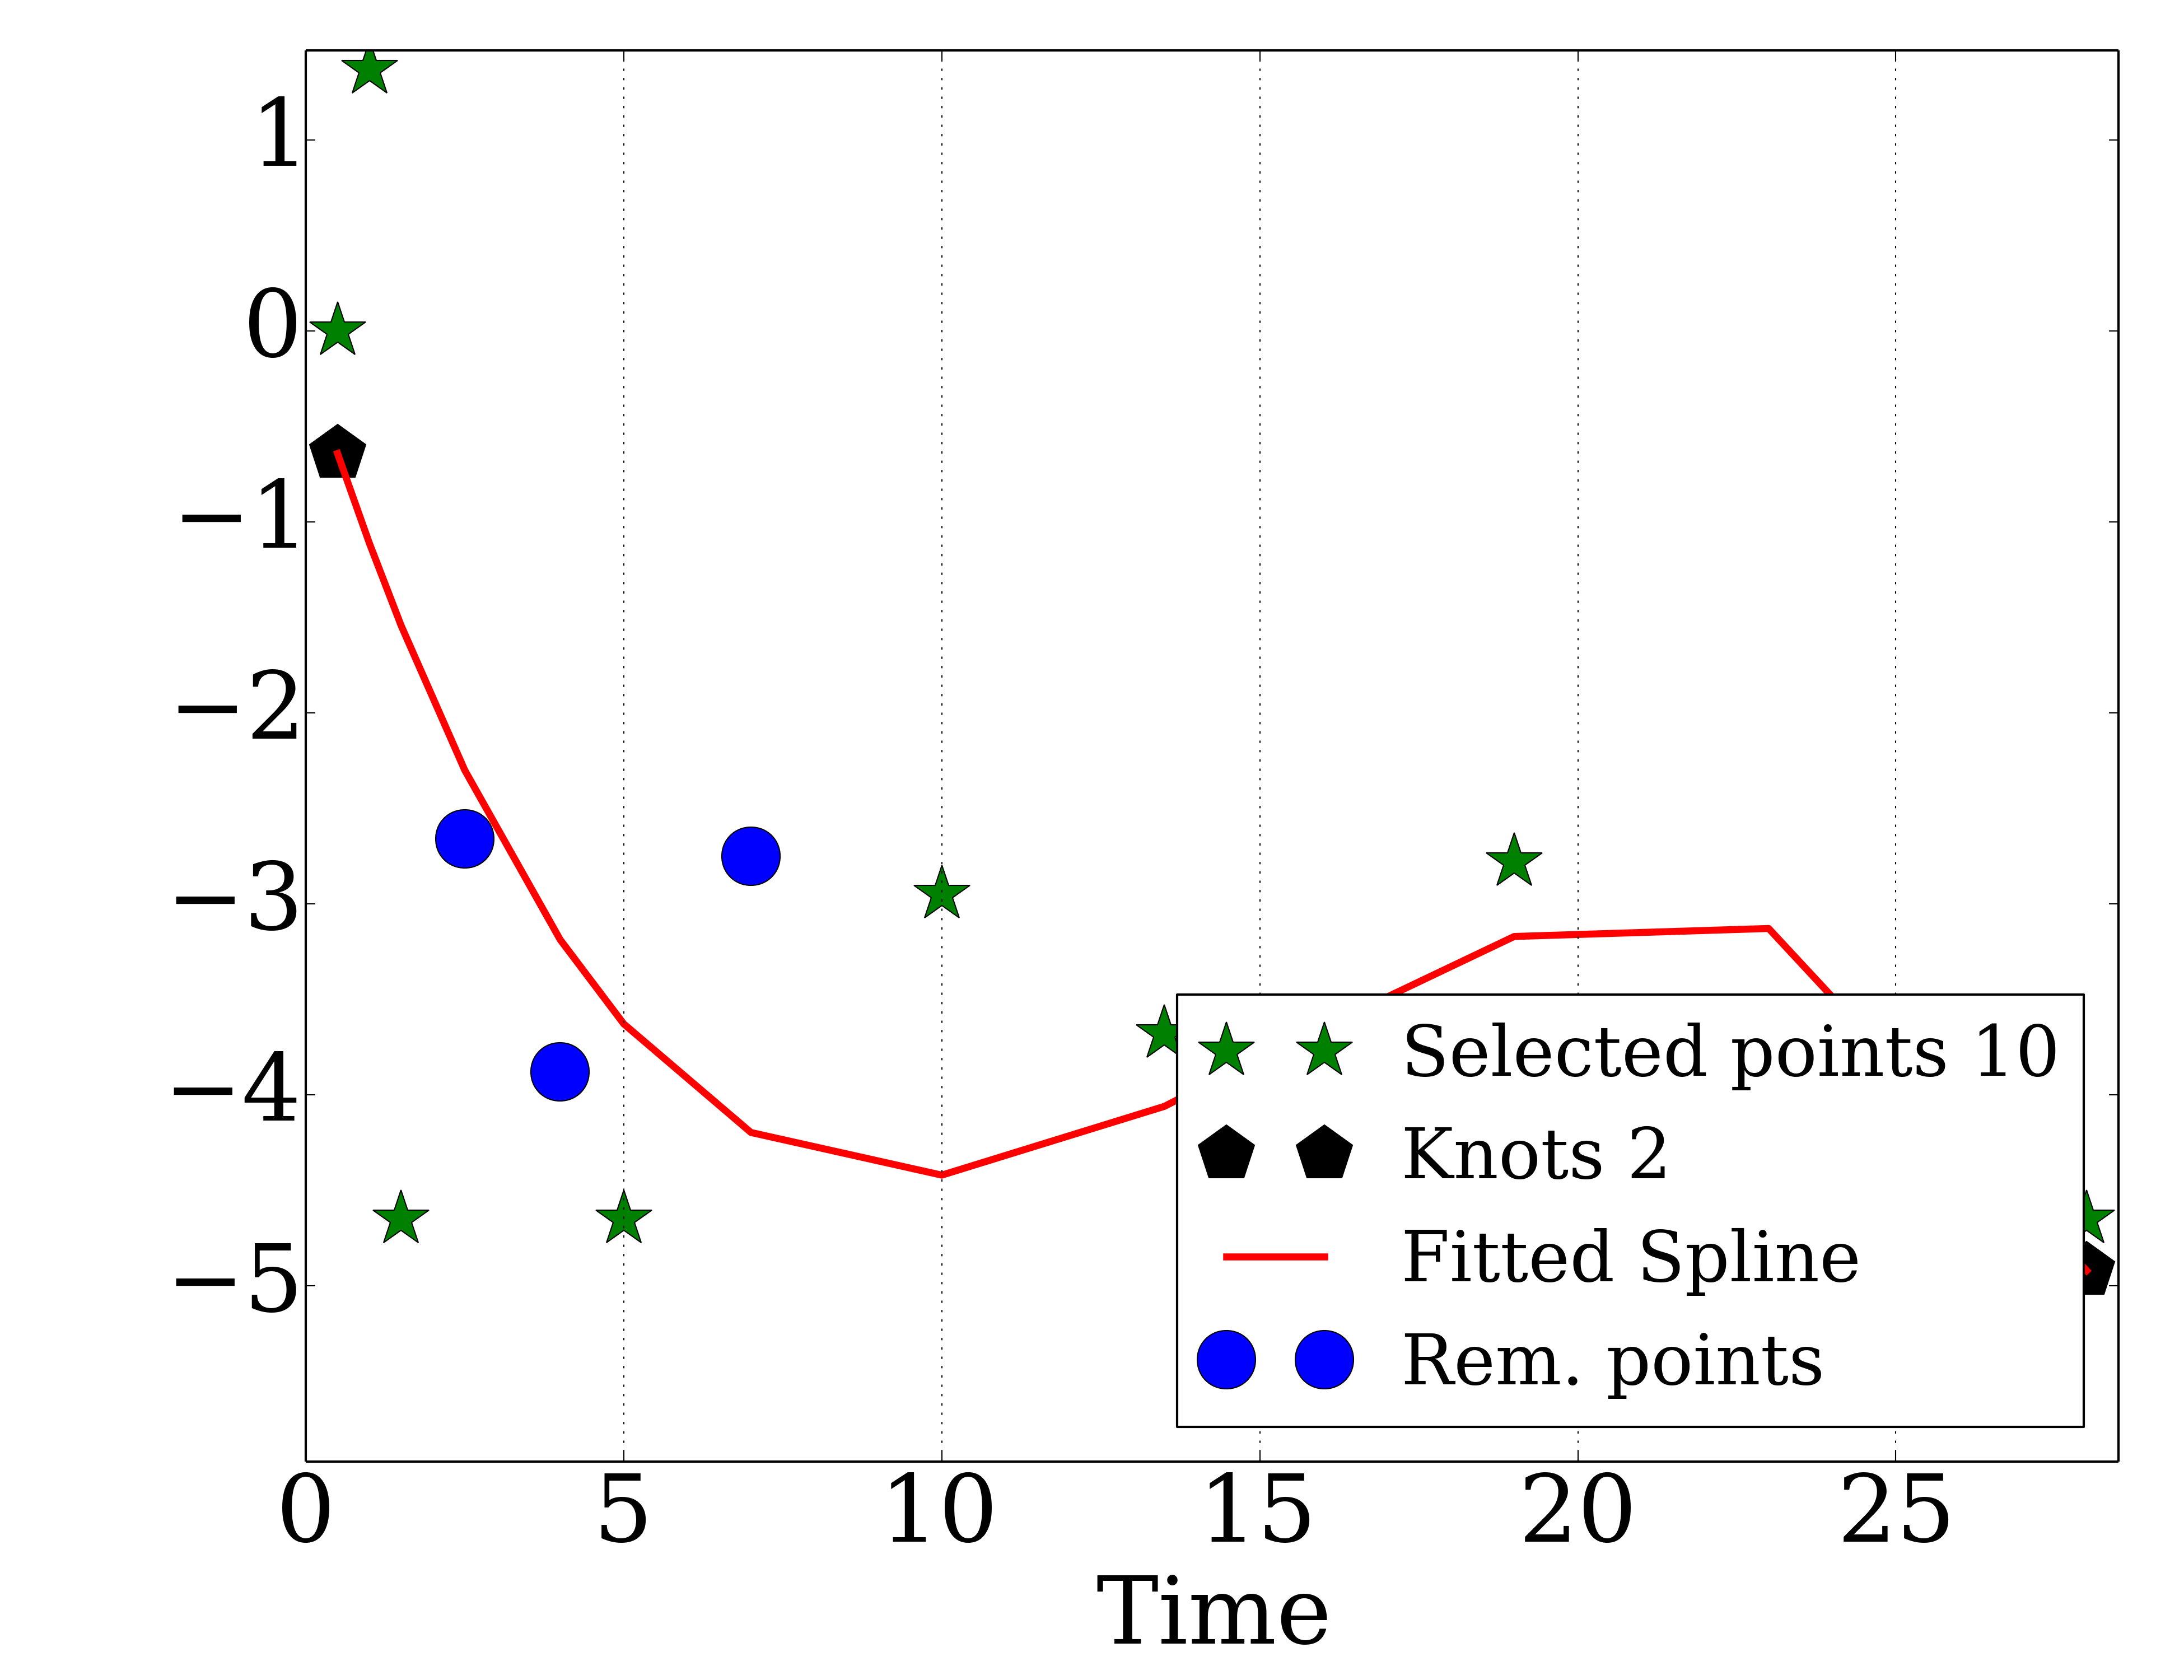 1
0
−1
−2
−3
−4
−5
Selected points 10
Knots 2
Fitted Spline
Rem. points
0 5 10 15 20 25
Time